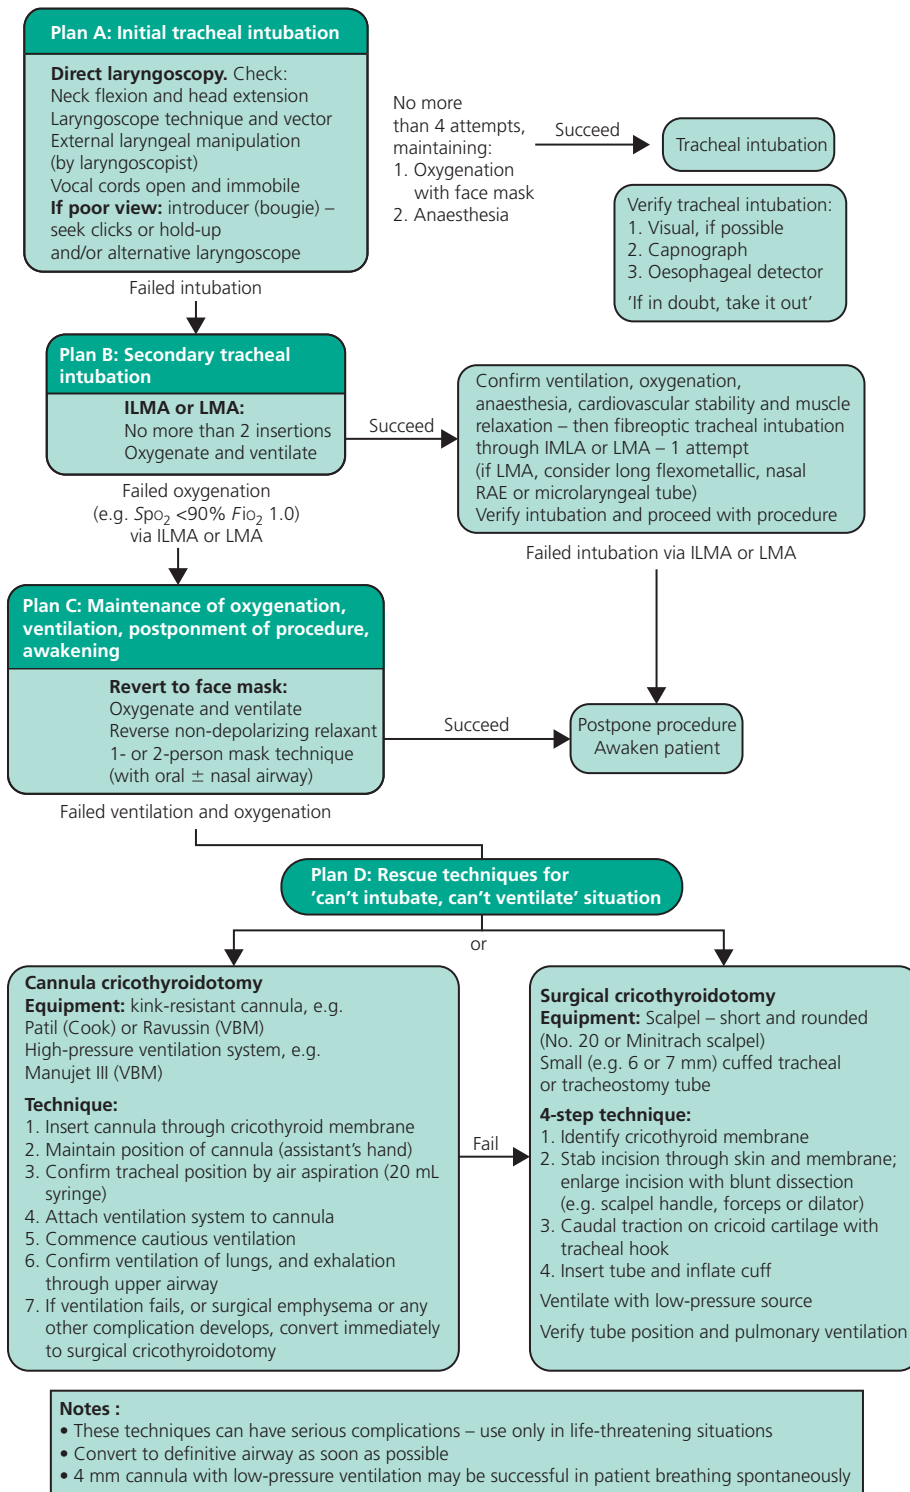 Plan A: Initial tracheal intubation
Direct laryngoscopy. Check:
Neck flexion and head extension
Laryngoscope technique and vector
External laryngeal manipulation
(by laryngoscopist)
Vocal cords open and immobile
If poor view: introducer (bougie) –
seek clicks or hold-up
and/or alternative laryngoscope
No more
than 4 attempts,
maintaining:
1. Oxygenation
with face mask
2. Anaesthesia
Succeed
Tracheal intubation
Verify tracheal intubation:
1. Visual, if possible
2. Capnograph
3. Oesophageal detector
'If in doubt, take it out'
Failed intubation
Plan B: Secondary tracheal
intubation
ILMA or LMA:
No more than 2 insertions
Oxygenate and ventilate
Succeed
Confirm ventilation, oxygenation,
anaesthesia, cardiovascular stability and muscle
relaxation – then fibreoptic tracheal intubation
through IMLA or LMA – 1 attempt
(if LMA, consider long flexometallic, nasal
RAE or microlaryngeal tube)
Verify intubation and proceed with procedure
Failed oxygenation
(e.g. SpO₂ <90% FiO₂ 1.0)
via ILMA or LMA
Failed intubation via ILMA or LMA
Plan C: Maintenance of oxygenation,
ventilation, postponment of procedure,
awakening
Revert to face mask:
Oxygenate and ventilate
Reverse non-depolarizing relaxant
1- or 2-person mask technique
(with oral ± nasal airway)
Succeed
Postpone procedure
Awaken patient
Failed ventilation and oxygenation
Plan D: Rescue techniques for
'can't intubate, can't ventilate' situation
or
Cannula cricothyroidotomy
Equipment: kink-resistant cannula, e.g.
Patil (Cook) or Ravussin (VBM)
High-pressure ventilation system, e.g.
Manujet III (VBM)
Technique:
1. Insert cannula through cricothyroid membrane
2. Maintain position of cannula (assistant's hand)
3. Confirm tracheal position by air aspiration (20 mL
syringe)
4. Attach ventilation system to cannula
5. Commence cautious ventilation
6. Confirm ventilation of lungs, and exhalation
through upper airway
7. If ventilation fails, or surgical emphysema or any
other complication develops, convert immediately
to surgical cricothyroidotomy
Fail
Surgical cricothyroidotomy
Equipment: Scalpel – short and rounded
(No. 20 or Minitrach scalpel)
Small (e.g. 6 or 7 mm) cuffed tracheal
or tracheostomy tube
4-step technique:
1. Identify cricothyroid membrane
2. Stab incision through skin and membrane;
enlarge incision with blunt dissection
(e.g. scalpel handle, forceps or dilator)
3. Caudal traction on cricoid cartilage with
tracheal hook
4. Insert tube and inflate cuff
Ventilate with low-pressure source
Verify tube position and pulmonary ventilation
Notes :
• These techniques can have serious complications – use only in life-threatening situations
• Convert to definitive airway as soon as possible
• 4 mm cannula with low-pressure ventilation may be successful in patient breathing spontaneously